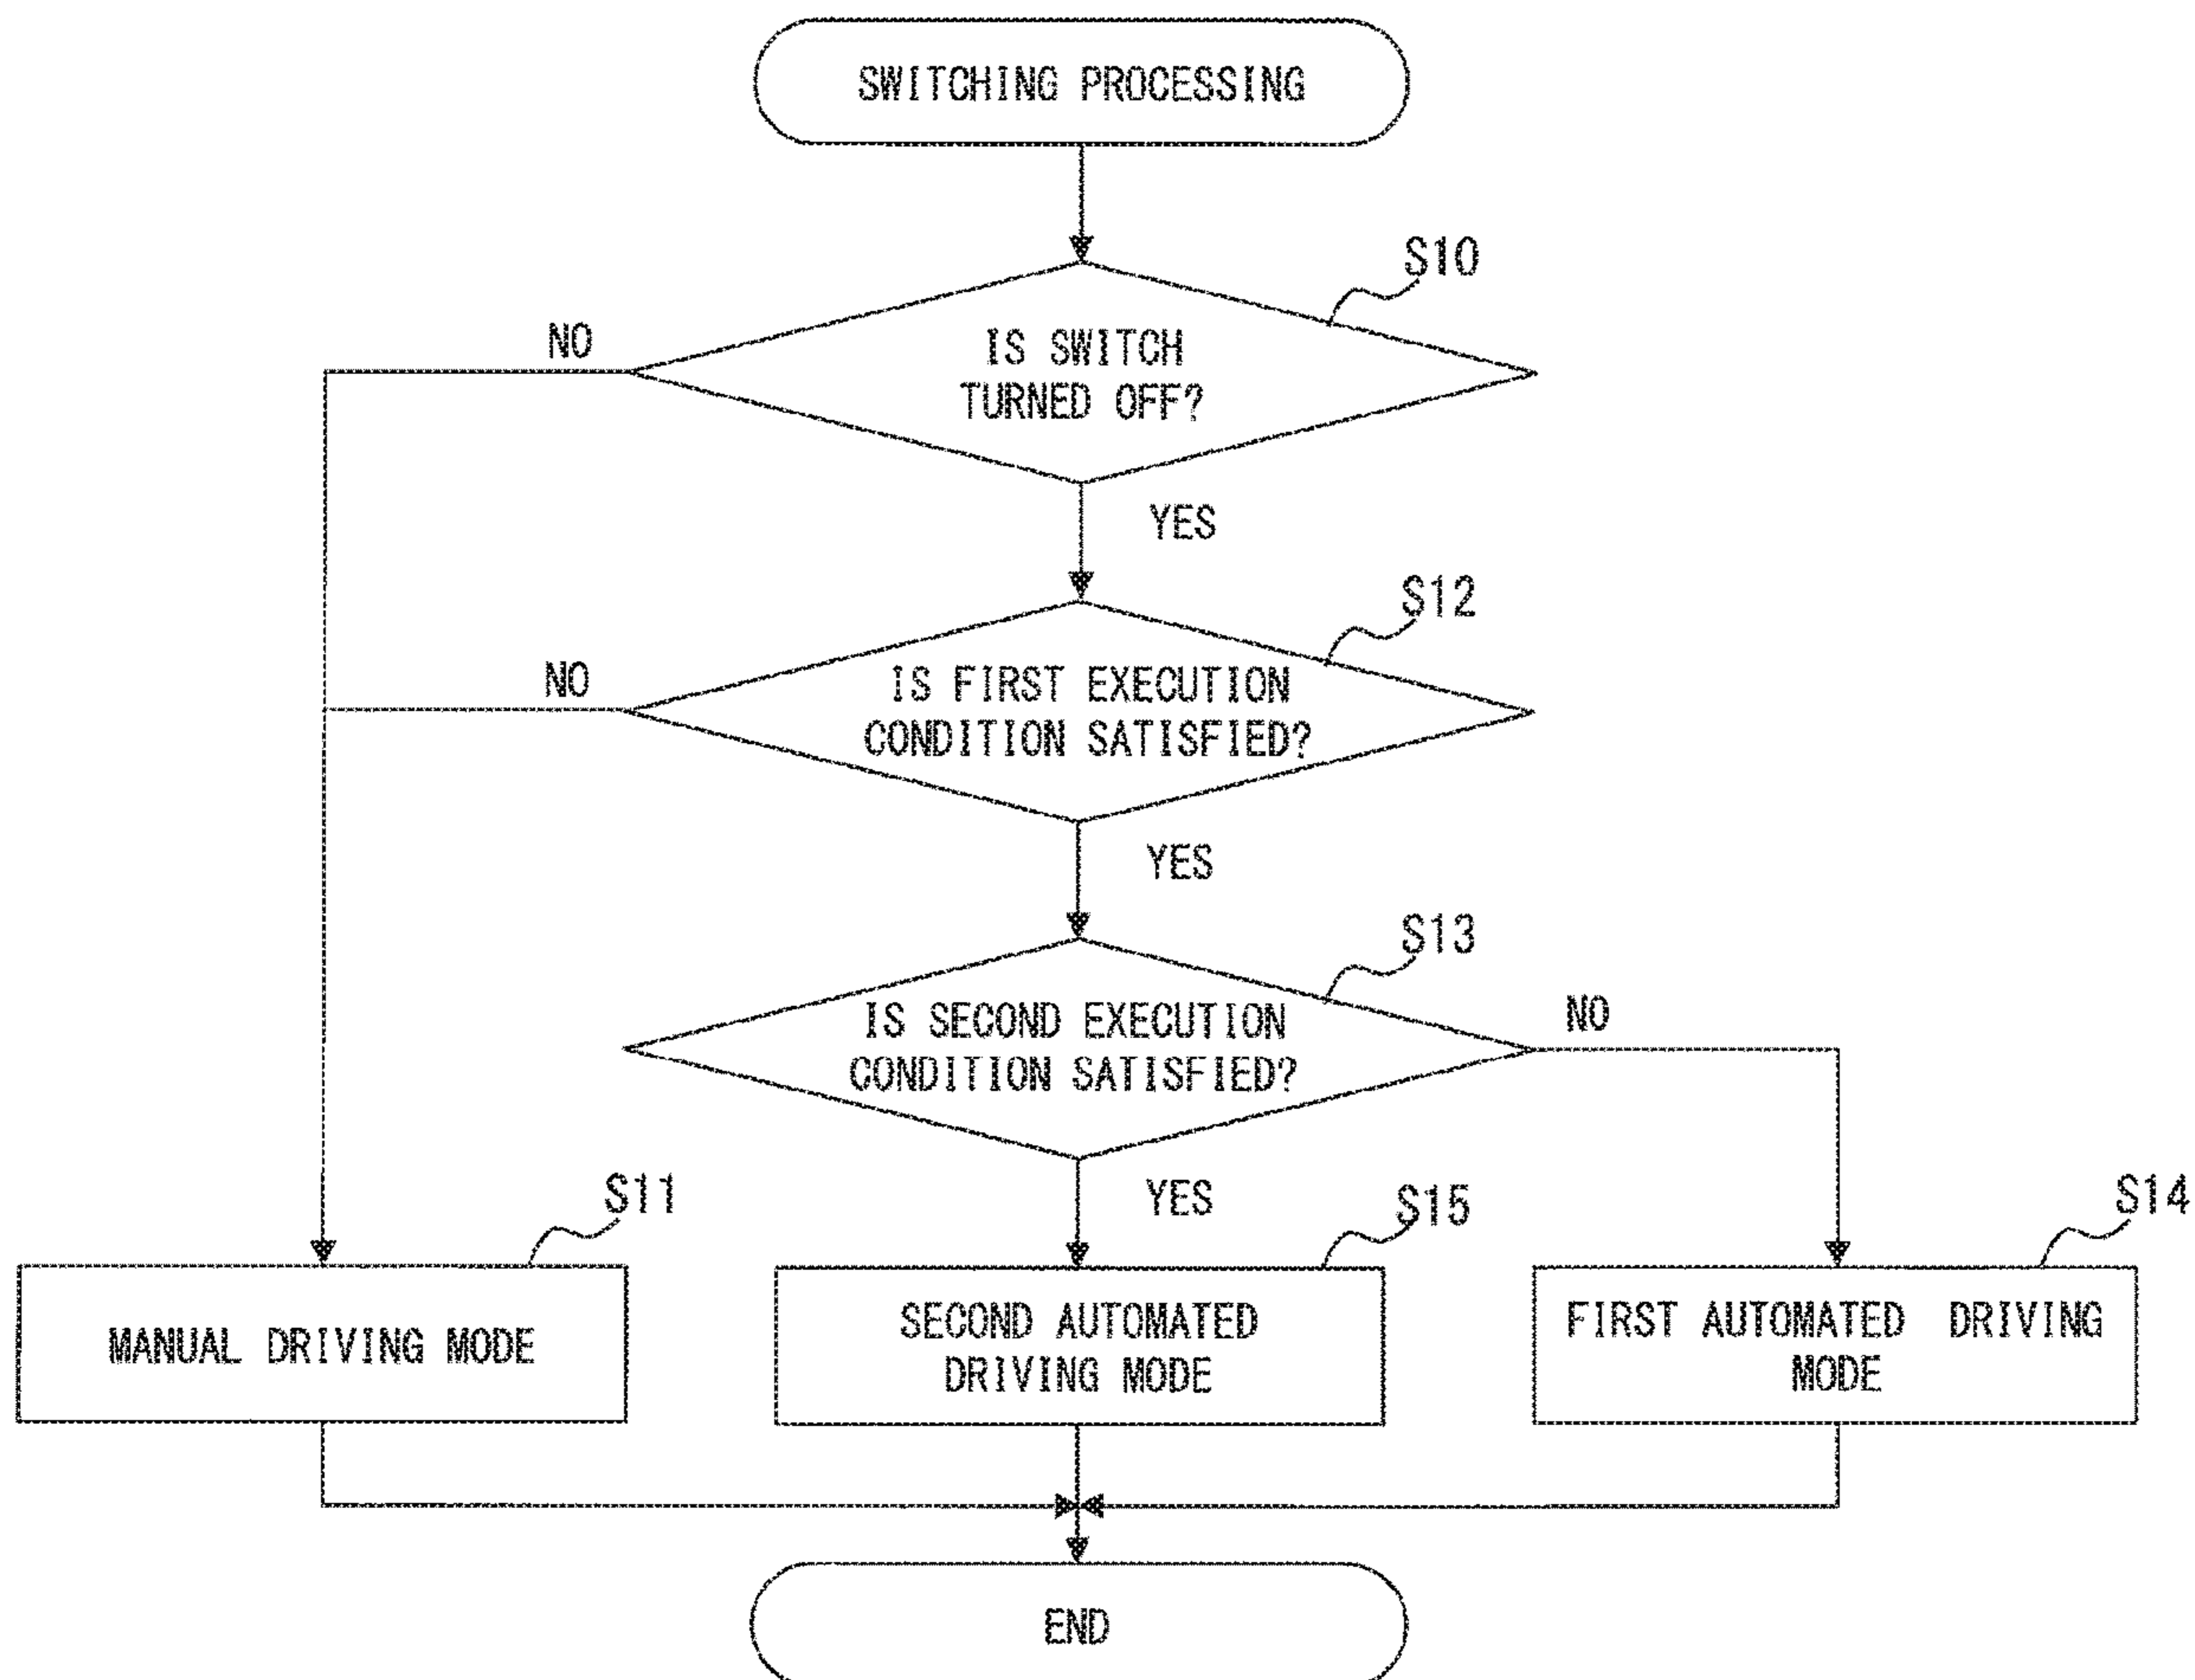 SWITCHING PROCESSING
S10
NO
IS SWITCH
TURNED OFF?
YES
S12
NO
IS FIRST EXECUTION
CONDITION SATISFIED?
YES
S13
NO
IS SECOND EXECUTION
CONDITION SATISFIED?
YES
S11
S15
S14
MANUAL DRIVING MODE
SECOND AUTOMATED
DRIVING MODE
FIRST AUTOMATED DRIVING
MODE
END